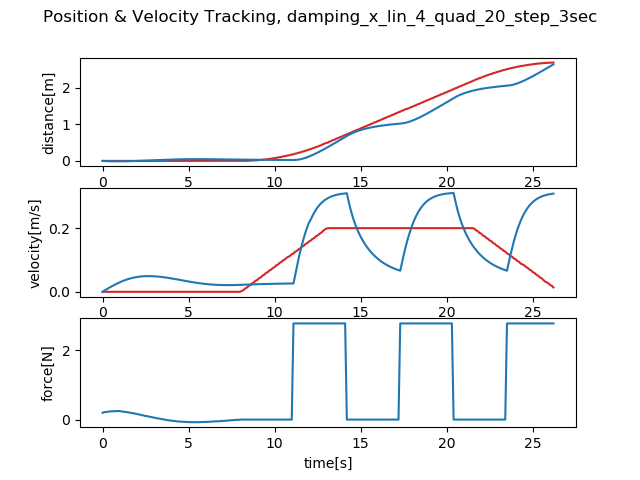 Position & Velocity Tracking, damping_x_lin_4_quad_20_step_3sec
distance[m]
2
1
0
0 5 10 15 20 25
velocity[m/s]
0.2
0.0
0 5 10 15 20 25
force[N]
2
0
0 5 10 15 20 25
time[s]